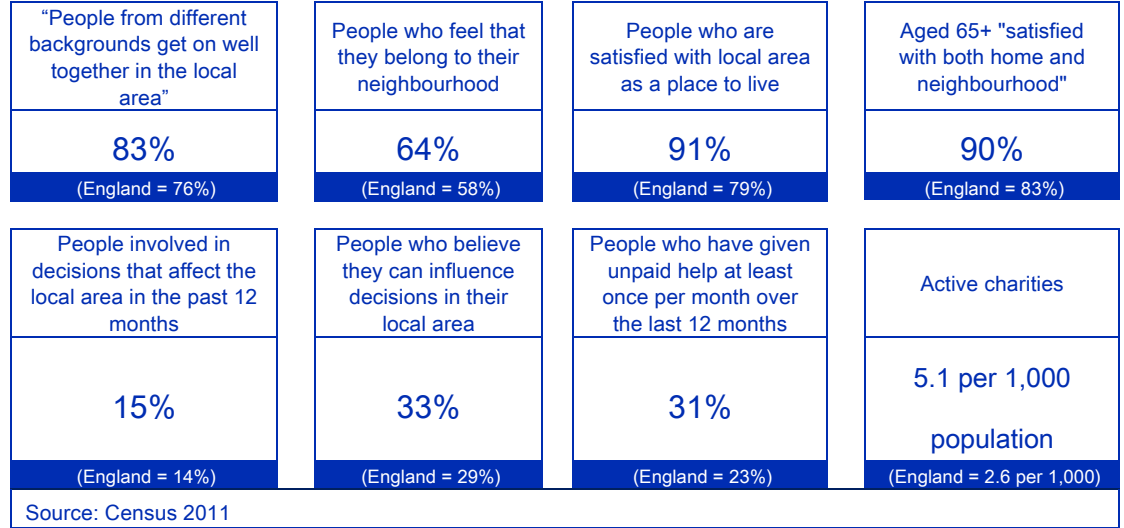 “People from different
backgrounds get on well
together in the local
area”
83%
(England = 76%)
People who feel that
they belong to their
neighbourhood
64%
(England = 58%)
People who are
satisfied with local area
as a place to live
91%
(England = 79%)
Aged 65+ "satisfied
with both home and
neighbourhood"
90%
(England = 83%)
People involved in
decisions that affect the
local area in the past 12
months
15%
(England = 14%)
People who believe
they can influence
decisions in their
local area
33%
(England = 29%)
People who have given
unpaid help at least
once per month over
the last 12 months
31%
(England = 23%)
Active charities
5.1 per 1,000
population
(England = 2.6 per 1,000)
Source: Census 2011